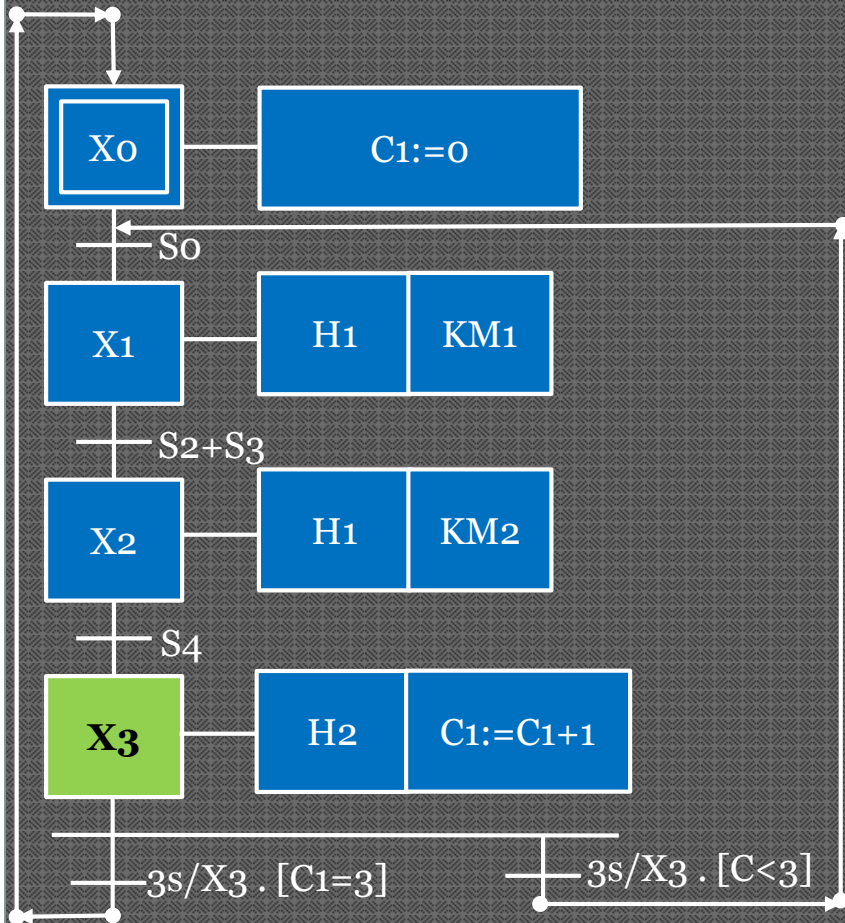 X0
C1:=0
S0
X1
H1
KM1
S2+S3
X2
H1
KM2
S4
X3
H2
C1:=C1+1
3s/X3 . [C1=3]
3s/X3 . [C<3]